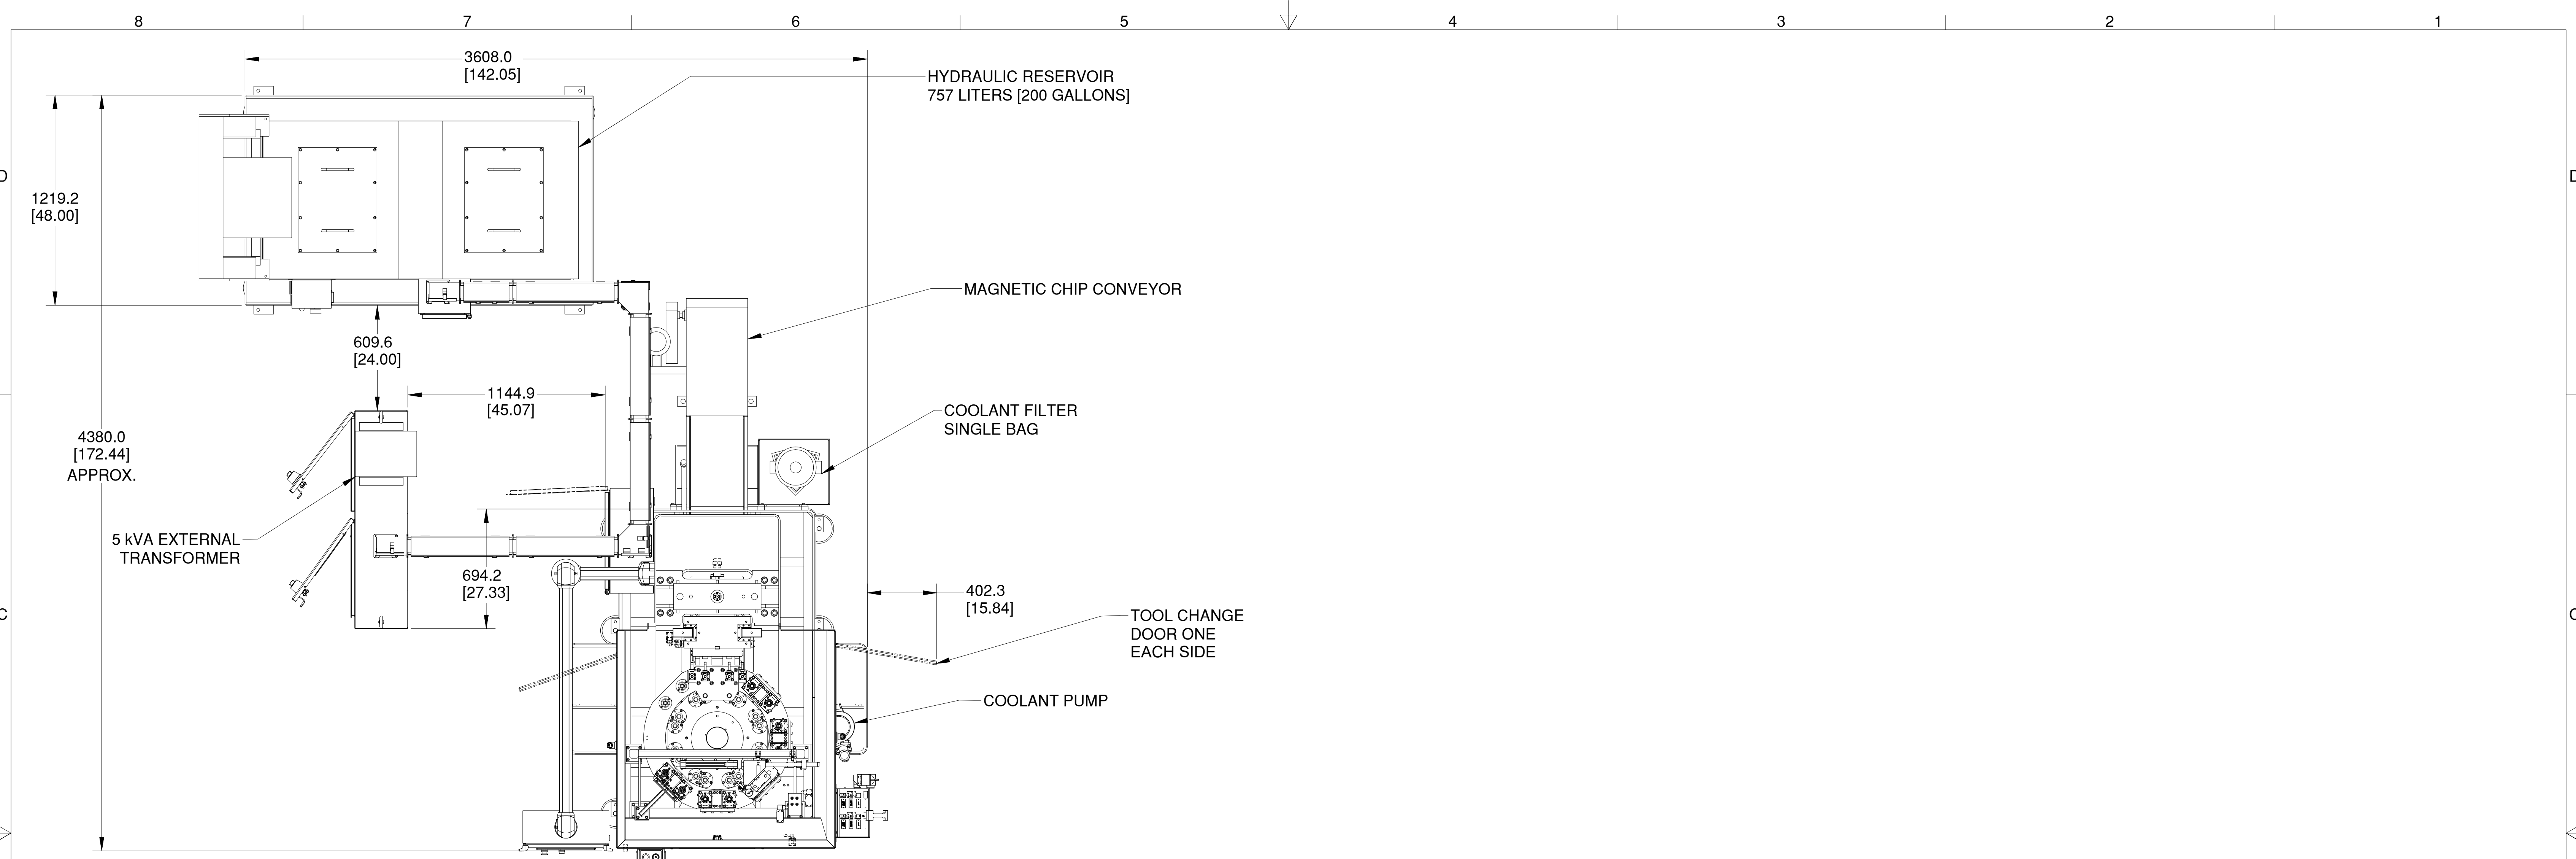 8 7 6 5 4 3 2 1
3608.0
[142.05]
HYDRAULIC RESERVOIR
757 LITERS [200 GALLONS]
D
1219.2
[48.00]
MAGNETIC CHIP CONVEYOR
609.6
[24.00]
1144.9
[45.07]
COOLANT FILTER
SINGLE BAG
4380.0
[172.44]
APPROX.
5 kVA EXTERNAL
TRANSFORMER
694.2
[27.33]
402.3
[15.84]
TOOL CHANGE
DOOR ONE
EACH SIDE
C
COOLANT PUMP